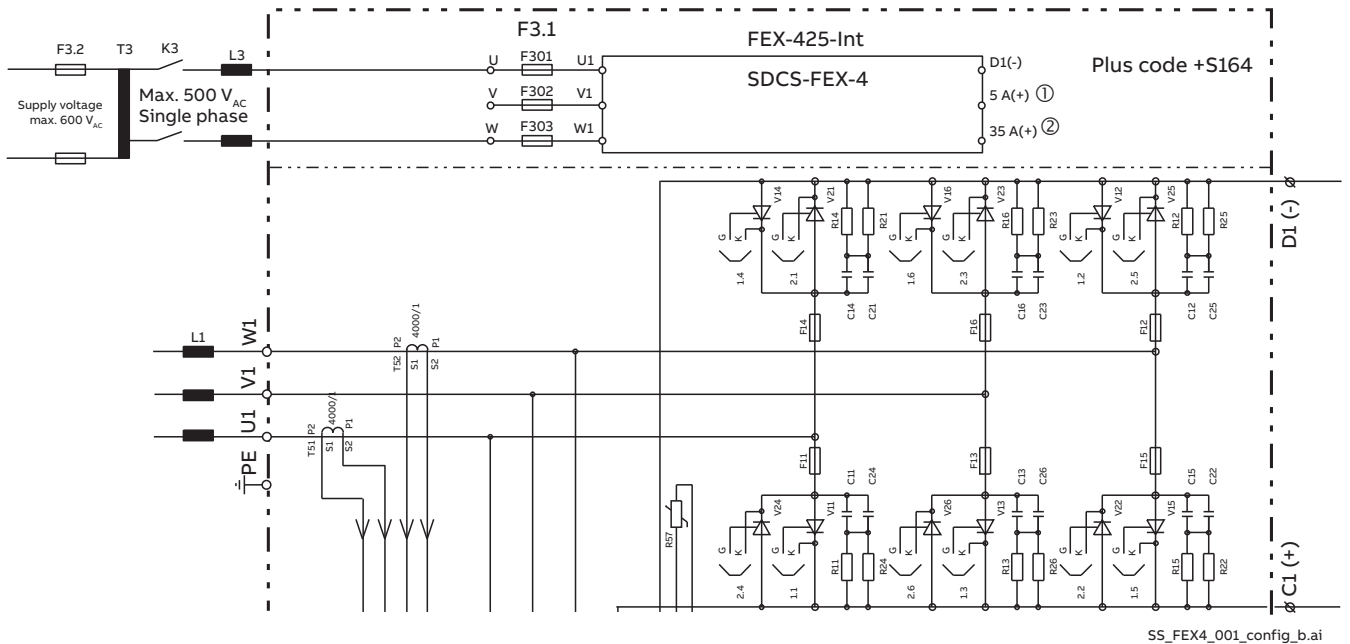 F3.1
FEX-425-Int
SDCS-FEX-4
Plus code +S164
F3.2
T3
K3
L3
U
F301
U1
D1(-)
Supply voltage
max. 600 VAC
Max. 500 VAC
Single phase
V
F302
V1
5 A(+) ①
W
F303
W1
35 A(+) ②
V14
V21
R14
R21
V16
V23
R16
R23
V12
V25
R12
R25
D1 (-)
G
K
G
K
G
K
G
K
G
K
G
K
1.4
2.1
1.6
2.3
1.2
2.5
C14
C21
C16
C23
C12
C25
F14
F16
F12
L1
W1
P2
4000/1
P1
T52
S1
S2
V1
U1
P2
4000/1
P1
T51
S1
S2
PE
F11
C11
C24
F13
C13
C26
F15
C15
C22
R57
V24
V11
V26
V13
V22
V15
G
K
G
K
G
K
G
K
G
K
G
K
R11
R24
R13
R26
R15
R22
2.4
1.1
2.6
1.3
2.2
1.5
C1 (+)
SS_FEX4_001_config_b.ai